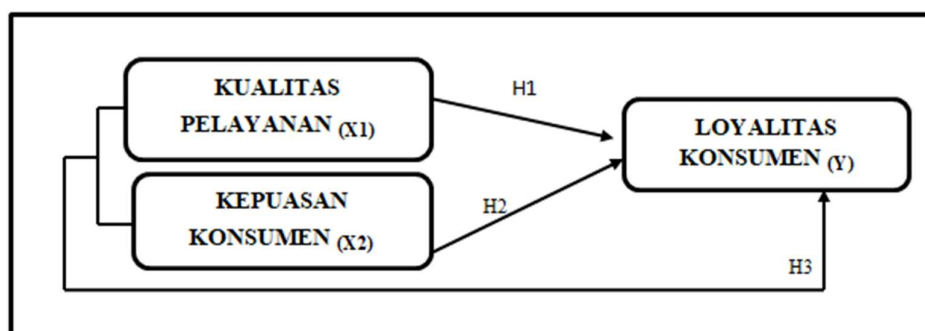 KUALITAS
PELAYANAN (X1)
H1
LOYALITAS
KONSUMEN (Y)
KEPUASAN
KONSUMEN (X2)
H2
H3